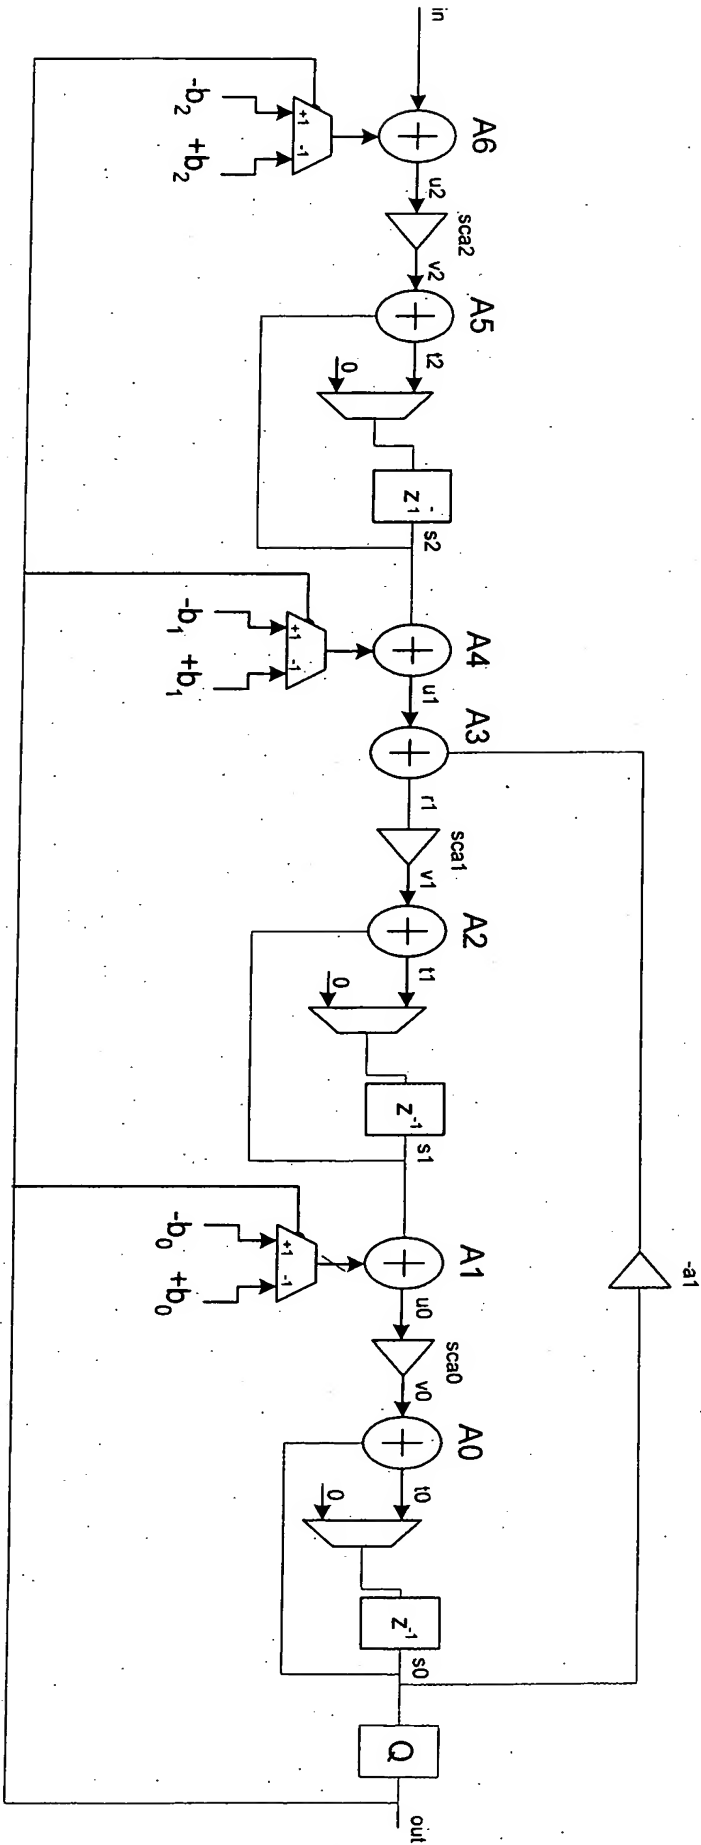 in
A6
u2
sca2
v2
A5
t2
0
z⁻¹
s2
A4
u1
A3
r1
sca1
v1
A2
t1
0
z⁻¹
s1
A1
u0
sca0
v0
A0
t0
0
z⁻¹
s0
Q
out
-a1
-b₂ +b₂
+1 -1
-b₁ +b₁
+1 -1
-b₀ +b₀
+1 -1